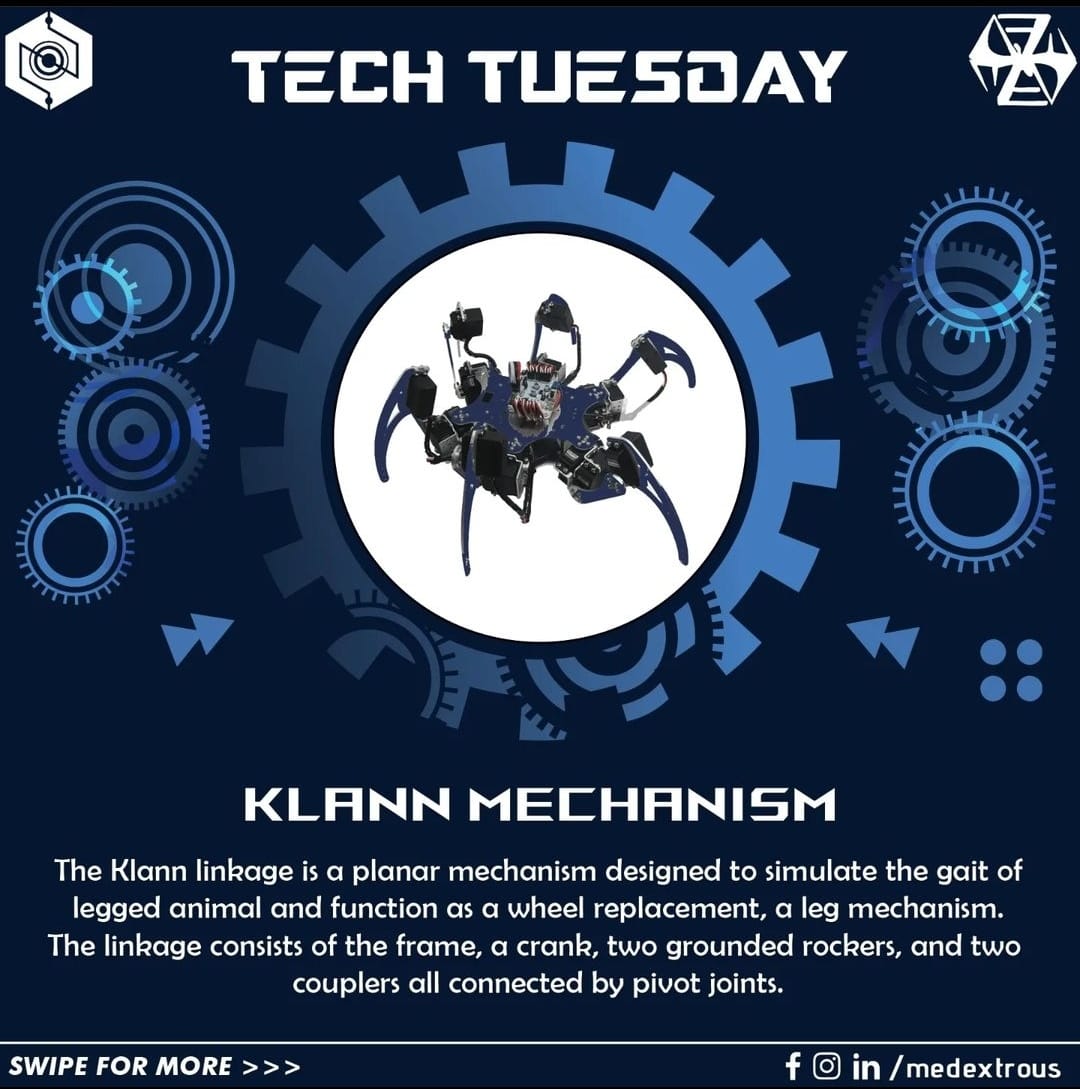 TECH TUESDAY
KLANN MECHANISM
The Klann linkage is a planar mechanism designed to simulate the gait of
legged animal and function as a wheel replacement, a leg mechanism.
The linkage consists of the frame, a crank, two grounded rockers, and two
couplers all connected by pivot joints.
SWIPE FOR MORE >>>
f in /medextrous